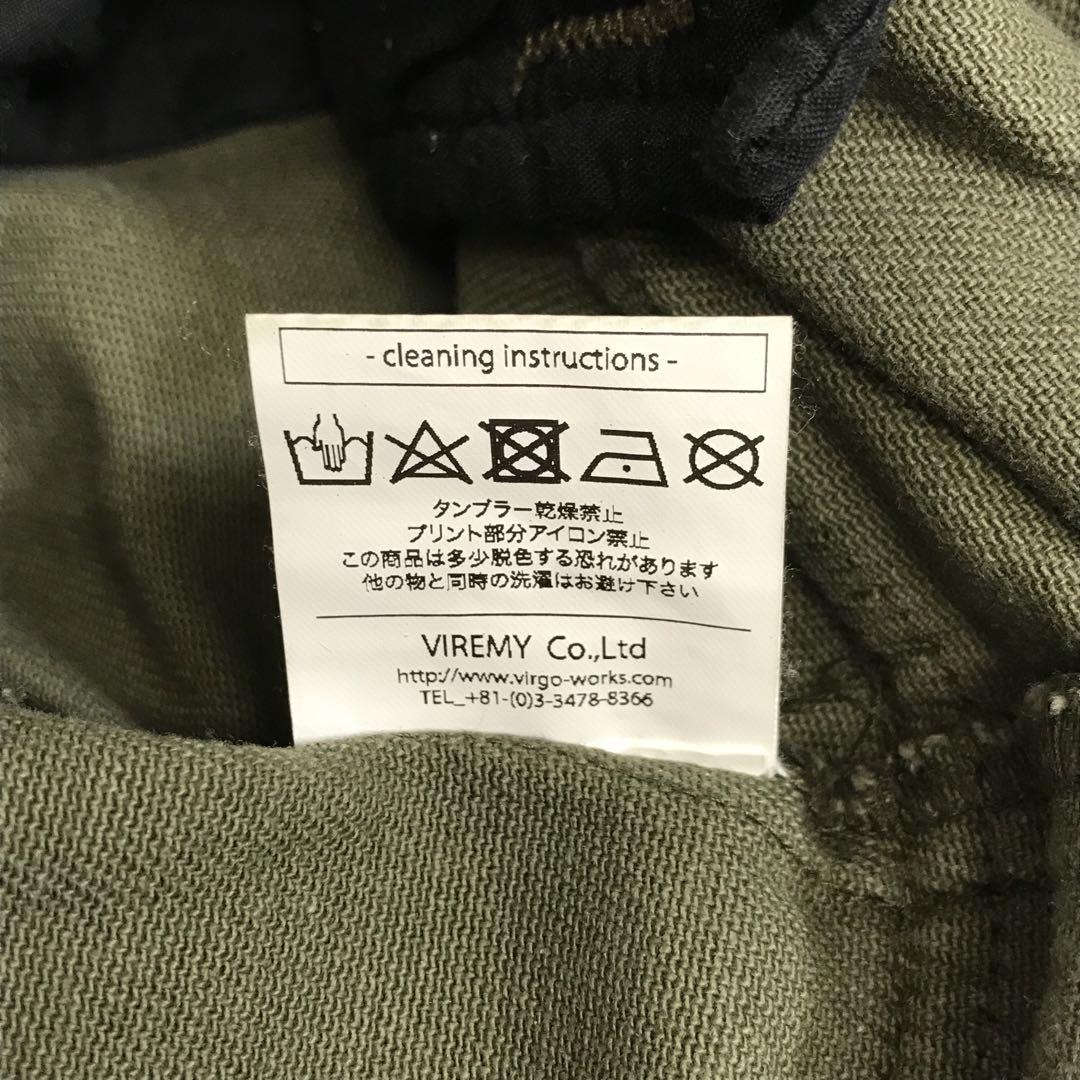 - cleaning instructions -
タンブラー乾燥禁止
プリント部分アイロン禁止
この商品は多少脱色する恐れがあります
他の物と同時の洗濯はお避け下さい
VIREMY Co.,Ltd
http://www.virgo-works.com
TEL_+81-(0)3-3478-8366